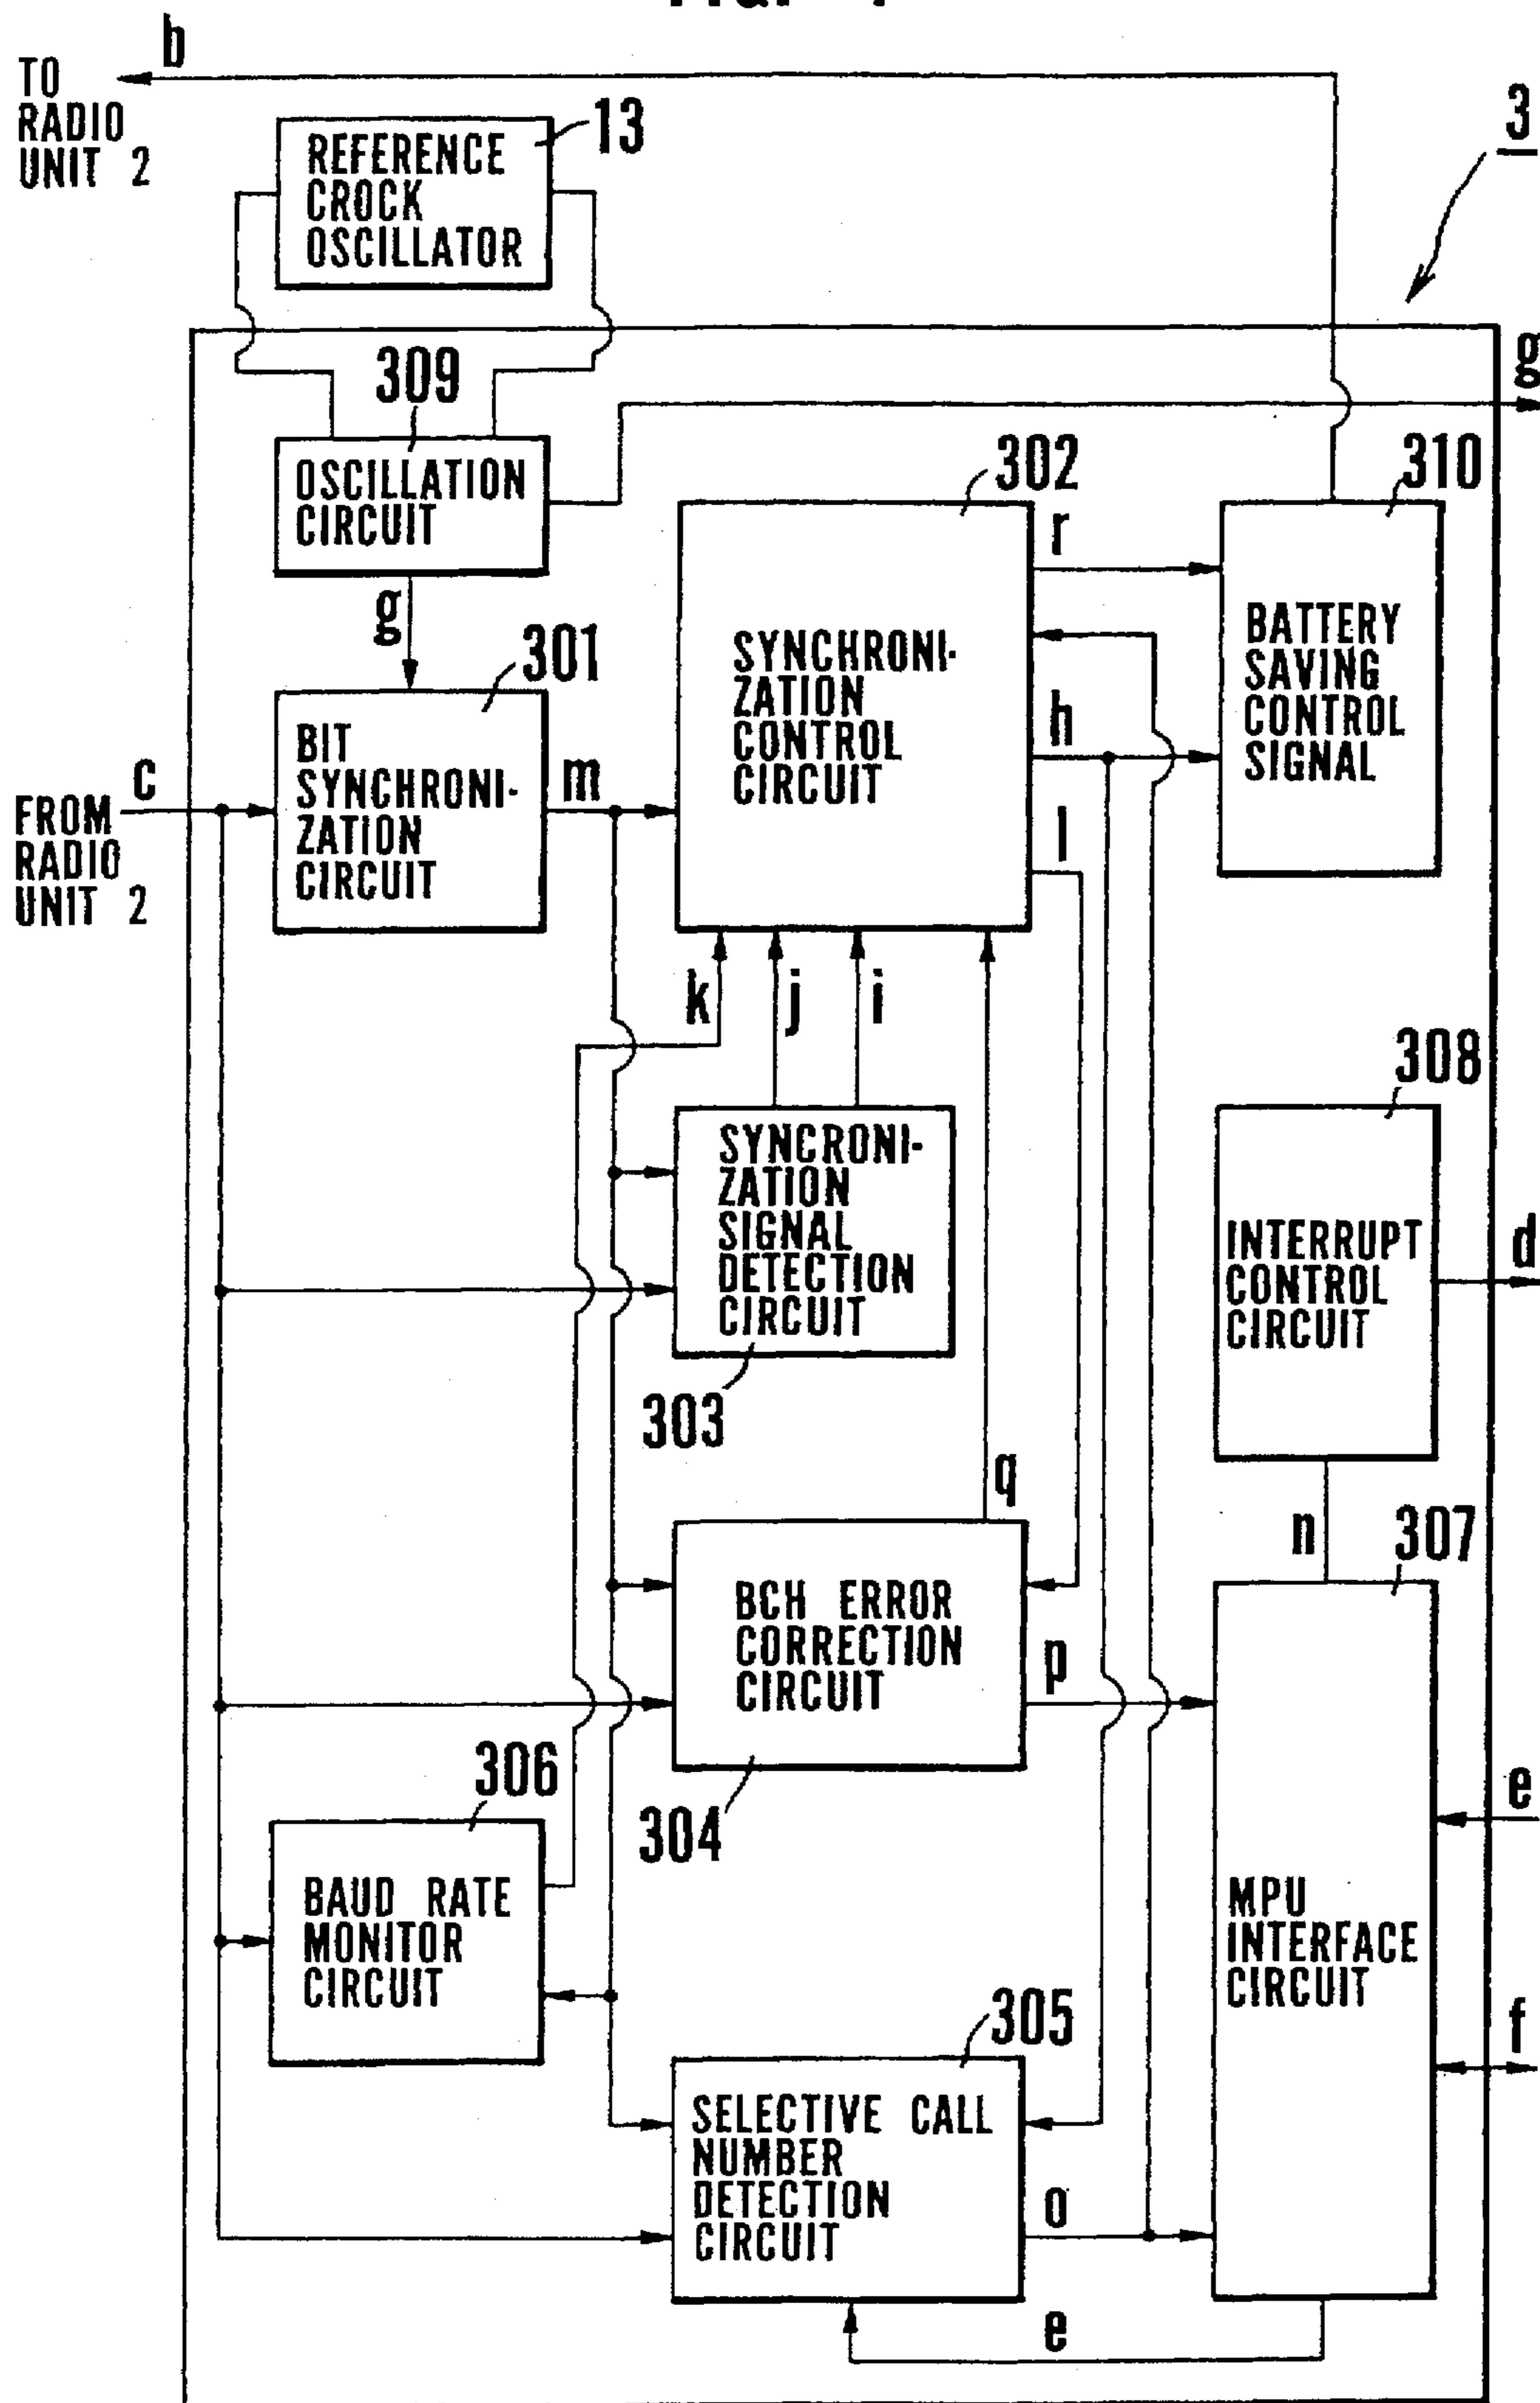 b
TO
RADIO
UNIT 2
13
REFERENCE
CROCK
OSCILLATOR
3
g
309
OSCILLATION
CIRCUIT
302
310
r
g
301
SYNCHRONI-
ZATION
CONTROL
CIRCUIT
BATTERY
SAVING
CONTROL
SIGNAL
h
c
BIT
SYNCHRONI-
ZATION
CIRCUIT
m
l
FROM
RADIO
UNIT 2
k
j
i
308
SYNCRONI-
ZATION
SIGNAL
DETECTION
CIRCUIT
INTERRUPT
CONTROL
CIRCUIT
d
303
q
n
307
BCH ERROR
CORRECTION
CIRCUIT
p
306
304
e
BAUD RATE
MONITOR
CIRCUIT
MPU
INTERFACE
CIRCUIT
305
f
SELECTIVE CALL
NUMBER
DETECTION
CIRCUIT
o
e